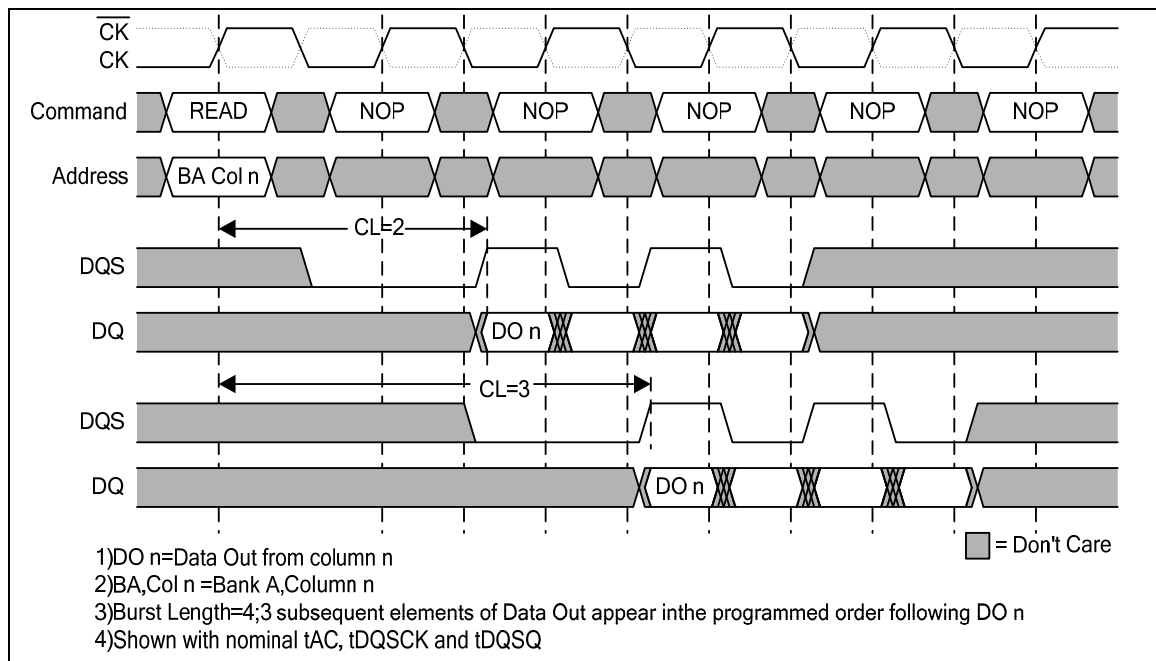 CK
CK
Command READ NOP NOP NOP NOP NOP
Address BA Col n
CL=2
DQS
DQ DO n
CL=3
DQS
DQ DO n
= Don't Care
1)DO n=Data Out from column n
2)BA,Col n =Bank A,Column n
3)Burst Length=4;3 subsequent elements of Data Out appear inthe programmed order following DO n
4)Shown with nominal tAC, tDQSCK and tDQSQ